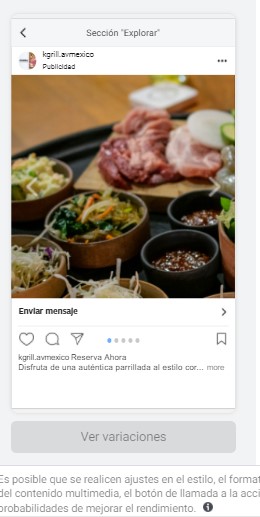 Sección "Explorar"
kgrill.avmexico
Publicidad
Enviar mensaje
kgrill.avmexico Reserva Ahora
Disfruta de una auténtica parrillada al estilo cor... more
Ver variaciones
Es posible que se realicen ajustes en el estilo, el format
del contenido multimedia, el botón de llamada a la acci
probabilidades de mejorar el rendimiento.